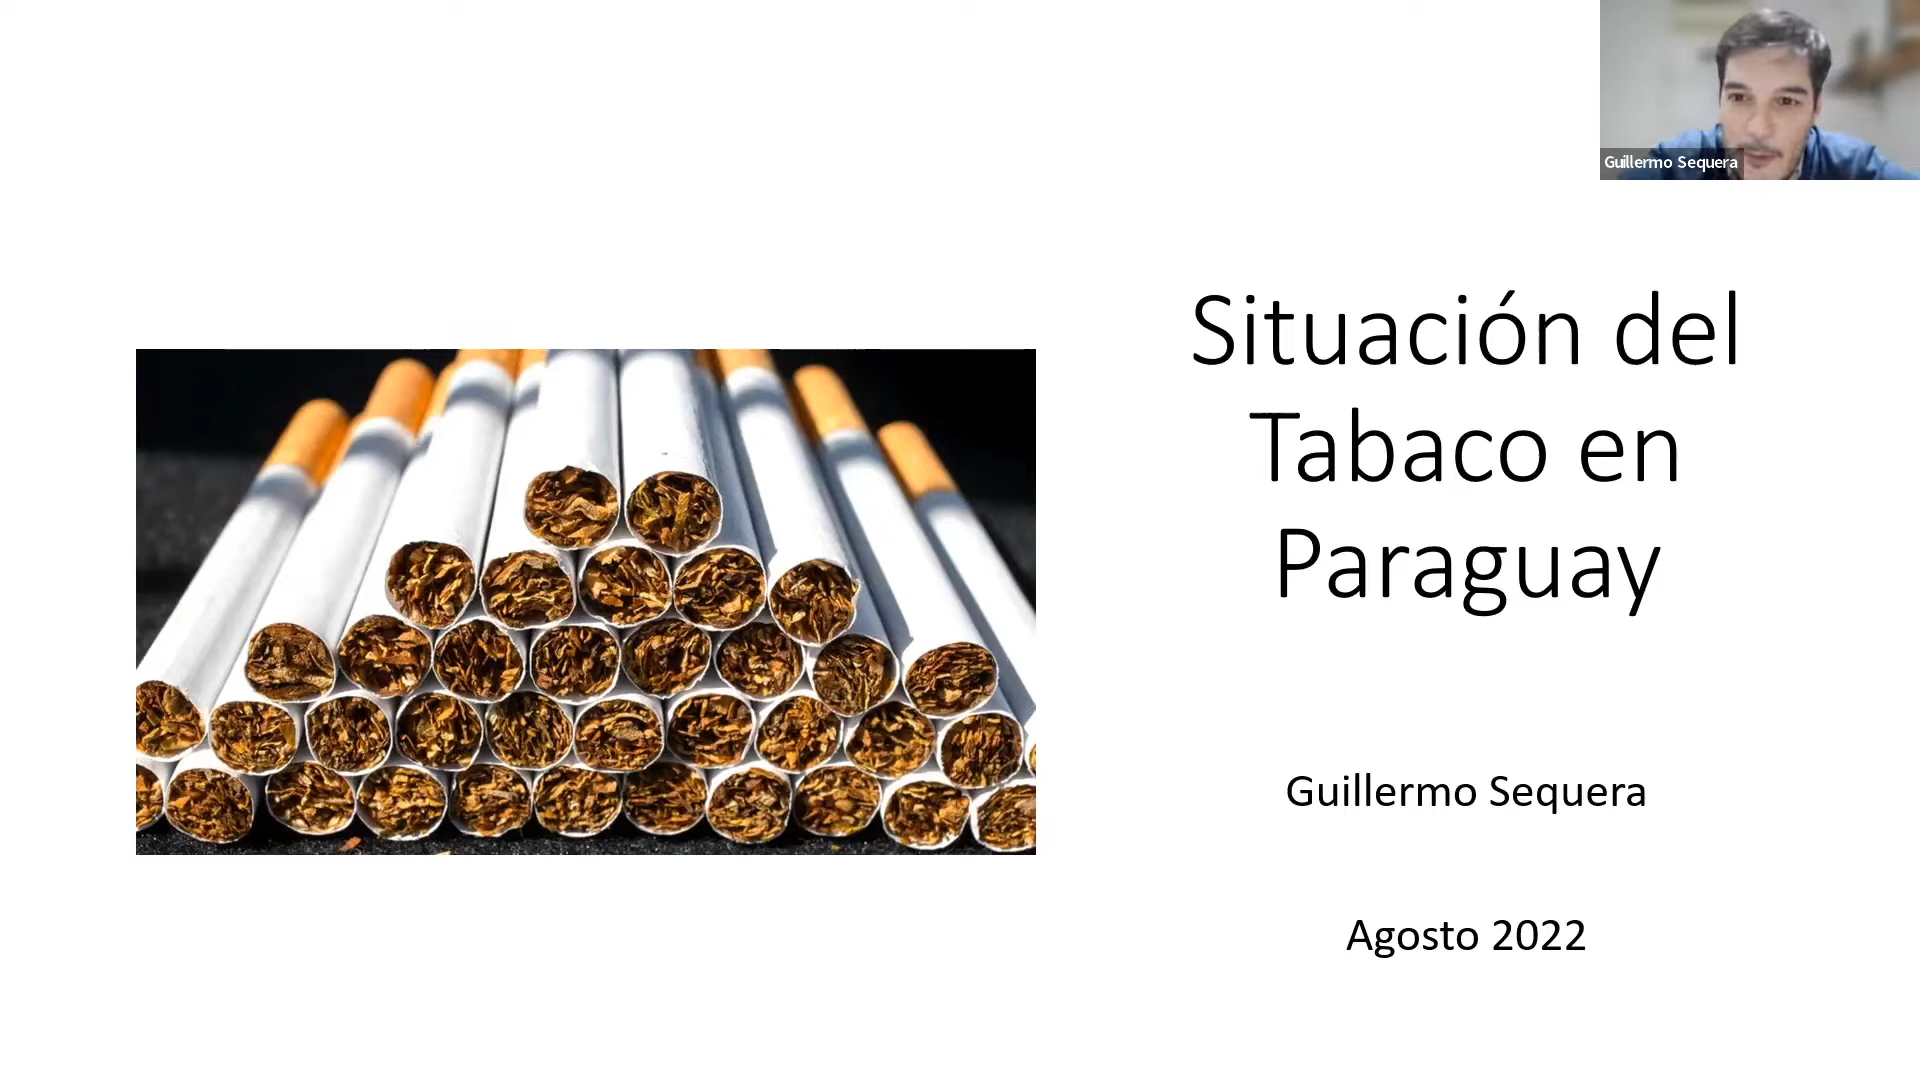 Guillermo Sequera
Situación del
Tabaco en
Paraguay
Guillermo Sequera
Agosto 2022